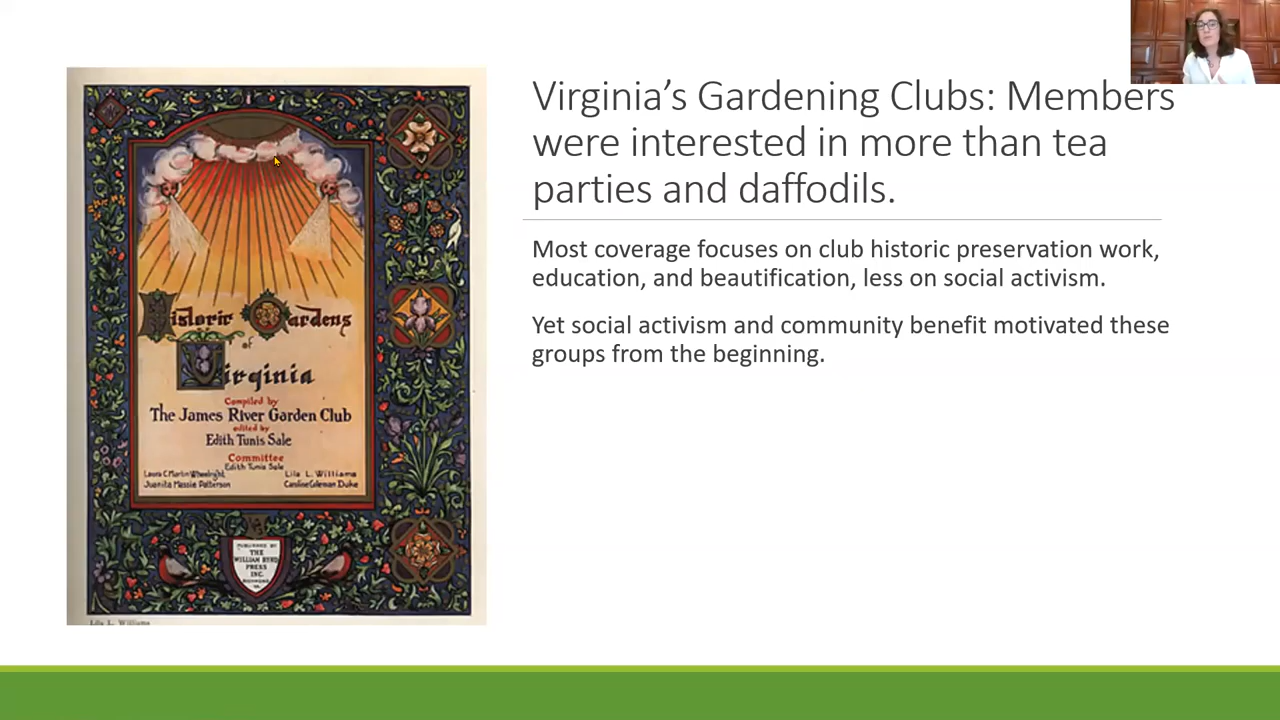 Virginia’s Gardening Clubs: Members
were interested in more than tea
parties and daffodils.
Most coverage focuses on club historic preservation work,
education, and beautification, less on social activism.
Yet social activism and community benefit motivated these
groups from the beginning.
Historic Gardens
of
Virginia
Compiled by
The James River Garden Club
edited by
Edith Tunis Sale
Committee
Edith Tunis Sale
Laura C. Martin Wheelright Lila L. Williams
Juanita Massie Patterson Caroline Coleman Duke
PUBLISHED BY
THE
WILLIAM BYRD
PRESS
INC.
RICHMOND
Lila L. Williams